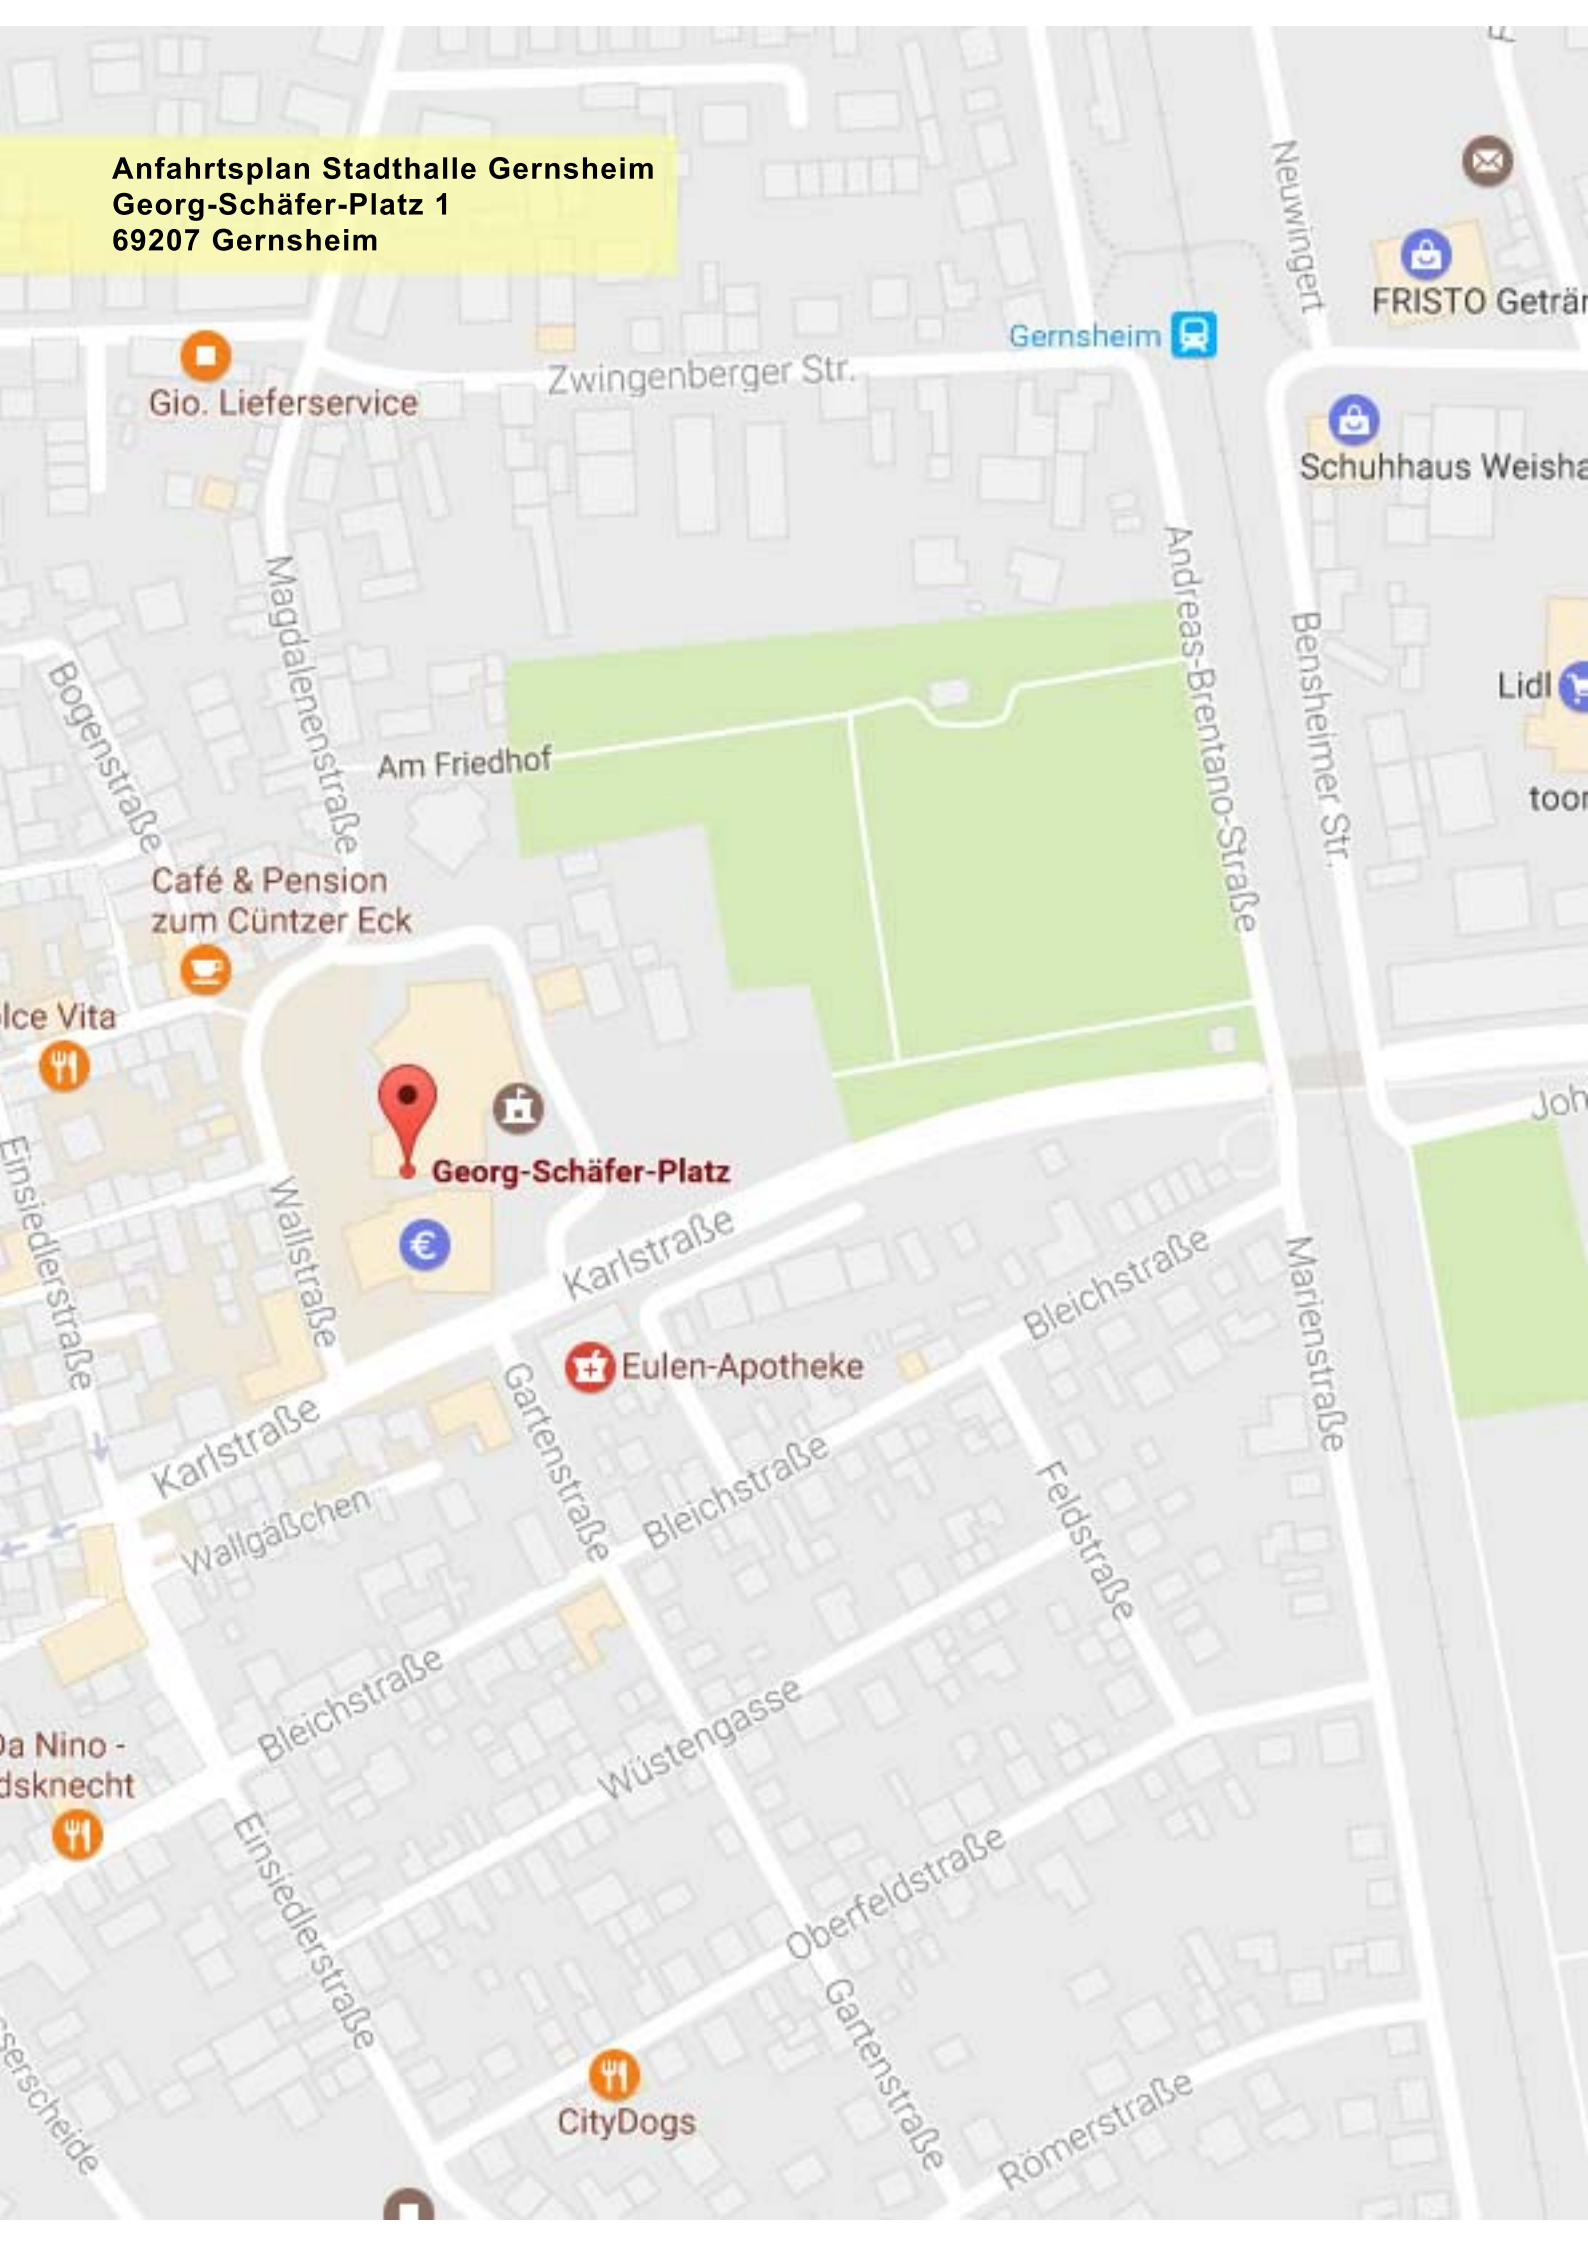 Anfahrtsplan Stadthalle Gernsheim
Georg-Schäfer-Platz 1
69207 Gernsheim
Neuwingert
FRISTO Geträn
Gernsheim
Zwingenberger Str.
Gio. Lieferservice
Schuhhaus Weisha
Andreas-Brentano-Straße
Magdalenenstraße
Bensheimer Str.
Bogenstraße
Lidl
Am Friedhof
toom
Café & Pension
zum Cüntzer Eck
lce Vita
Joh
Einsiedlerstraße
Georg-Schäfer-Platz
Wallstraße
€
Karlstraße
Bleichstraße
Marienstraße
Eulen-Apotheke
Gartenstraße
Karlstraße
Bleichstraße
Feldstraße
Wallgäßchen
Bleichstraße
Wüstengasse
Da Nino -
dsknecht
Einsiedlerstraße
Oberfeldstraße
Gartenstraße
sserscheide
CityDogs
Römerstraße